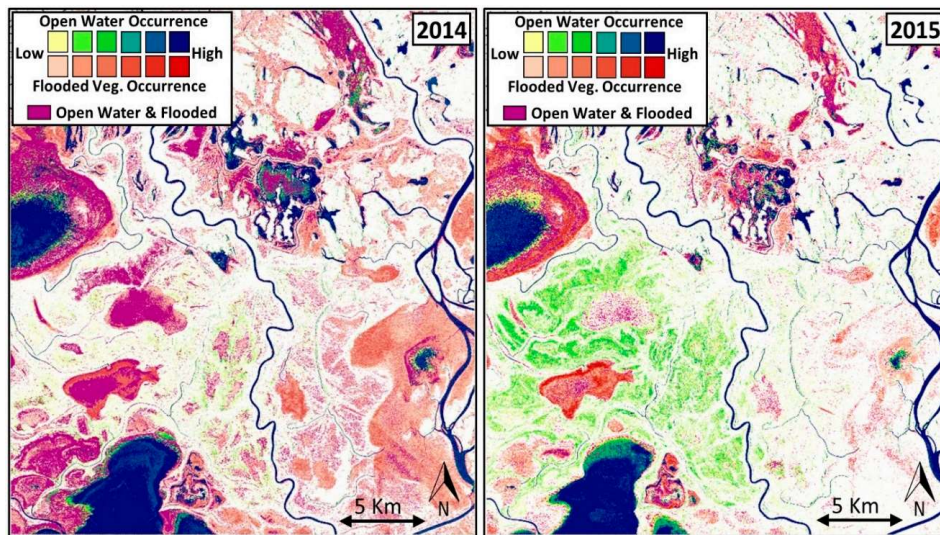 Open Water Occurrence
Low
High
Flooded Veg. Occurrence
Open Water & Flooded
2014
5 Km
N
Open Water Occurrence
Low
High
Flooded Veg. Occurrence
Open Water & Flooded
2015
5 Km
N